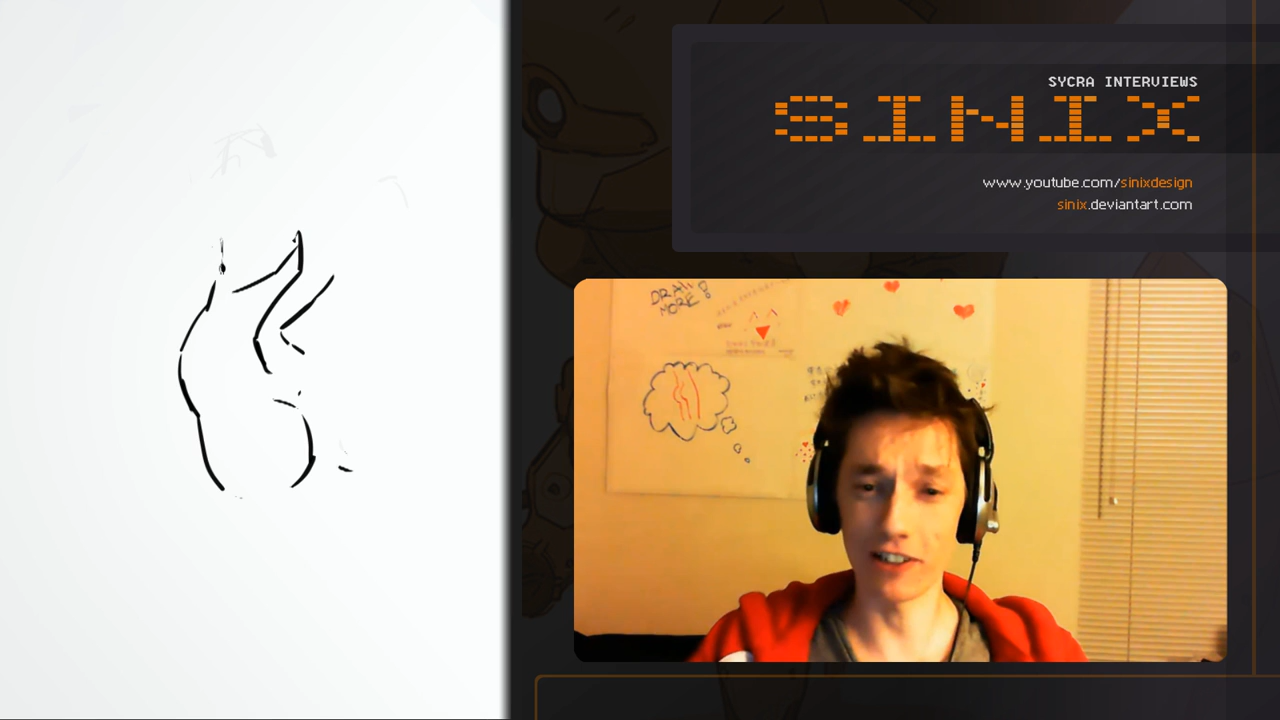 SYCRA INTERVIEWS
SINIX
www.youtube.com/sinixdesign
sinix.deviantart.com
DRAW
MORE!